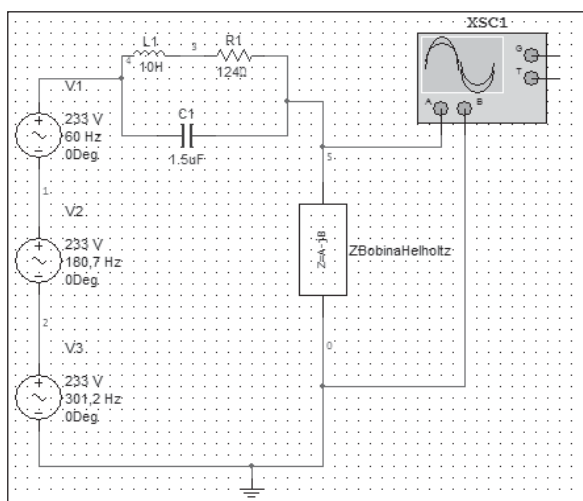 XSC1
G
T
A
B
L1
4
3
R1
10H
124Ω
C1
1.5uF
V1
233 V
60 Hz
0Deg
1
V2
233 V
180,7 Hz
0Deg
2
V3
233 V
301,2 Hz
0Deg
5
Z=A-jB
ZBobinaHelholtz
0